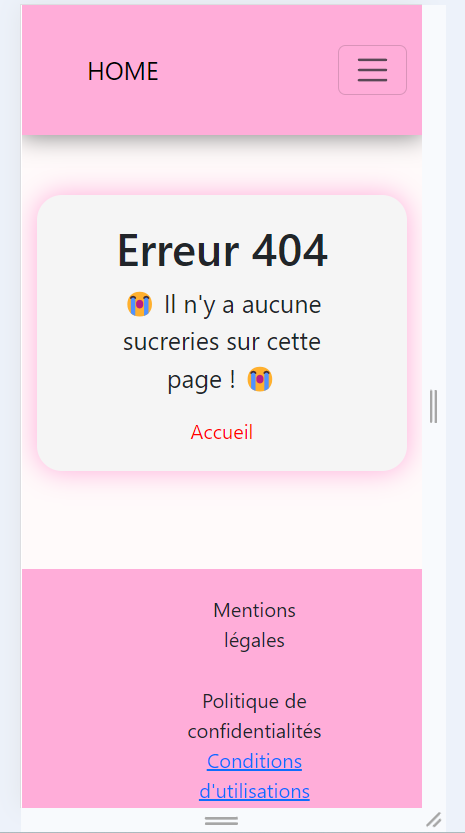 HOME
Erreur 404
😭 Il n'y a aucune
sucreries sur cette
page ! 😭
Accueil
Mentions
légales
Politique de
confidentialités
Conditions
d'utilisations